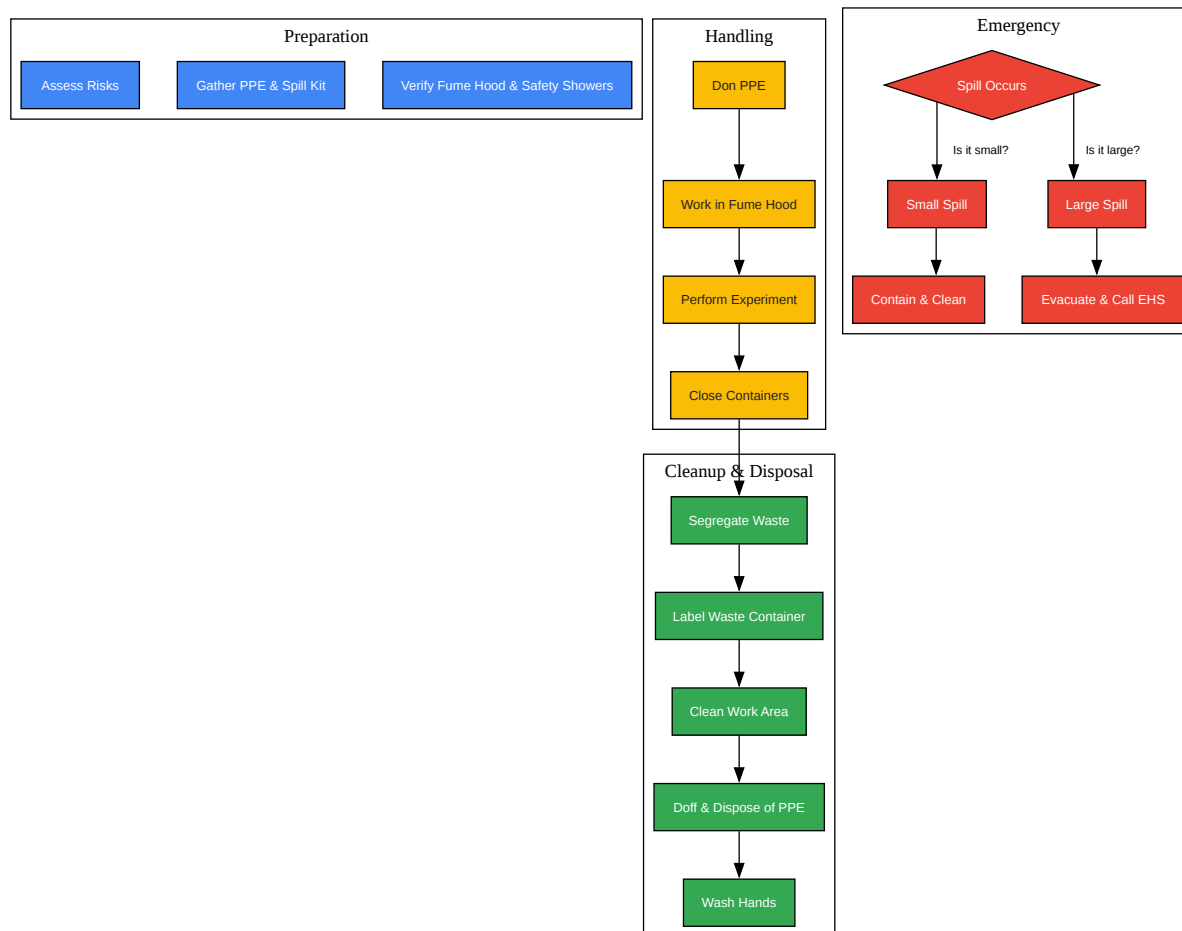 Preparation
Assess Risks
Gather PPE & Spill Kit
Verify Fume Hood & Safety Showers
Handling
Don PPE
Work in Fume Hood
Perform Experiment
Close Containers
Emergency
Spill Occurs
Is it small?
Is it large?
Small Spill
Large Spill
Contain & Clean
Evacuate & Call EHS
Cleanup & Disposal
Segregate Waste
Label Waste Container
Clean Work Area
Doff & Dispose of PPE
Wash Hands